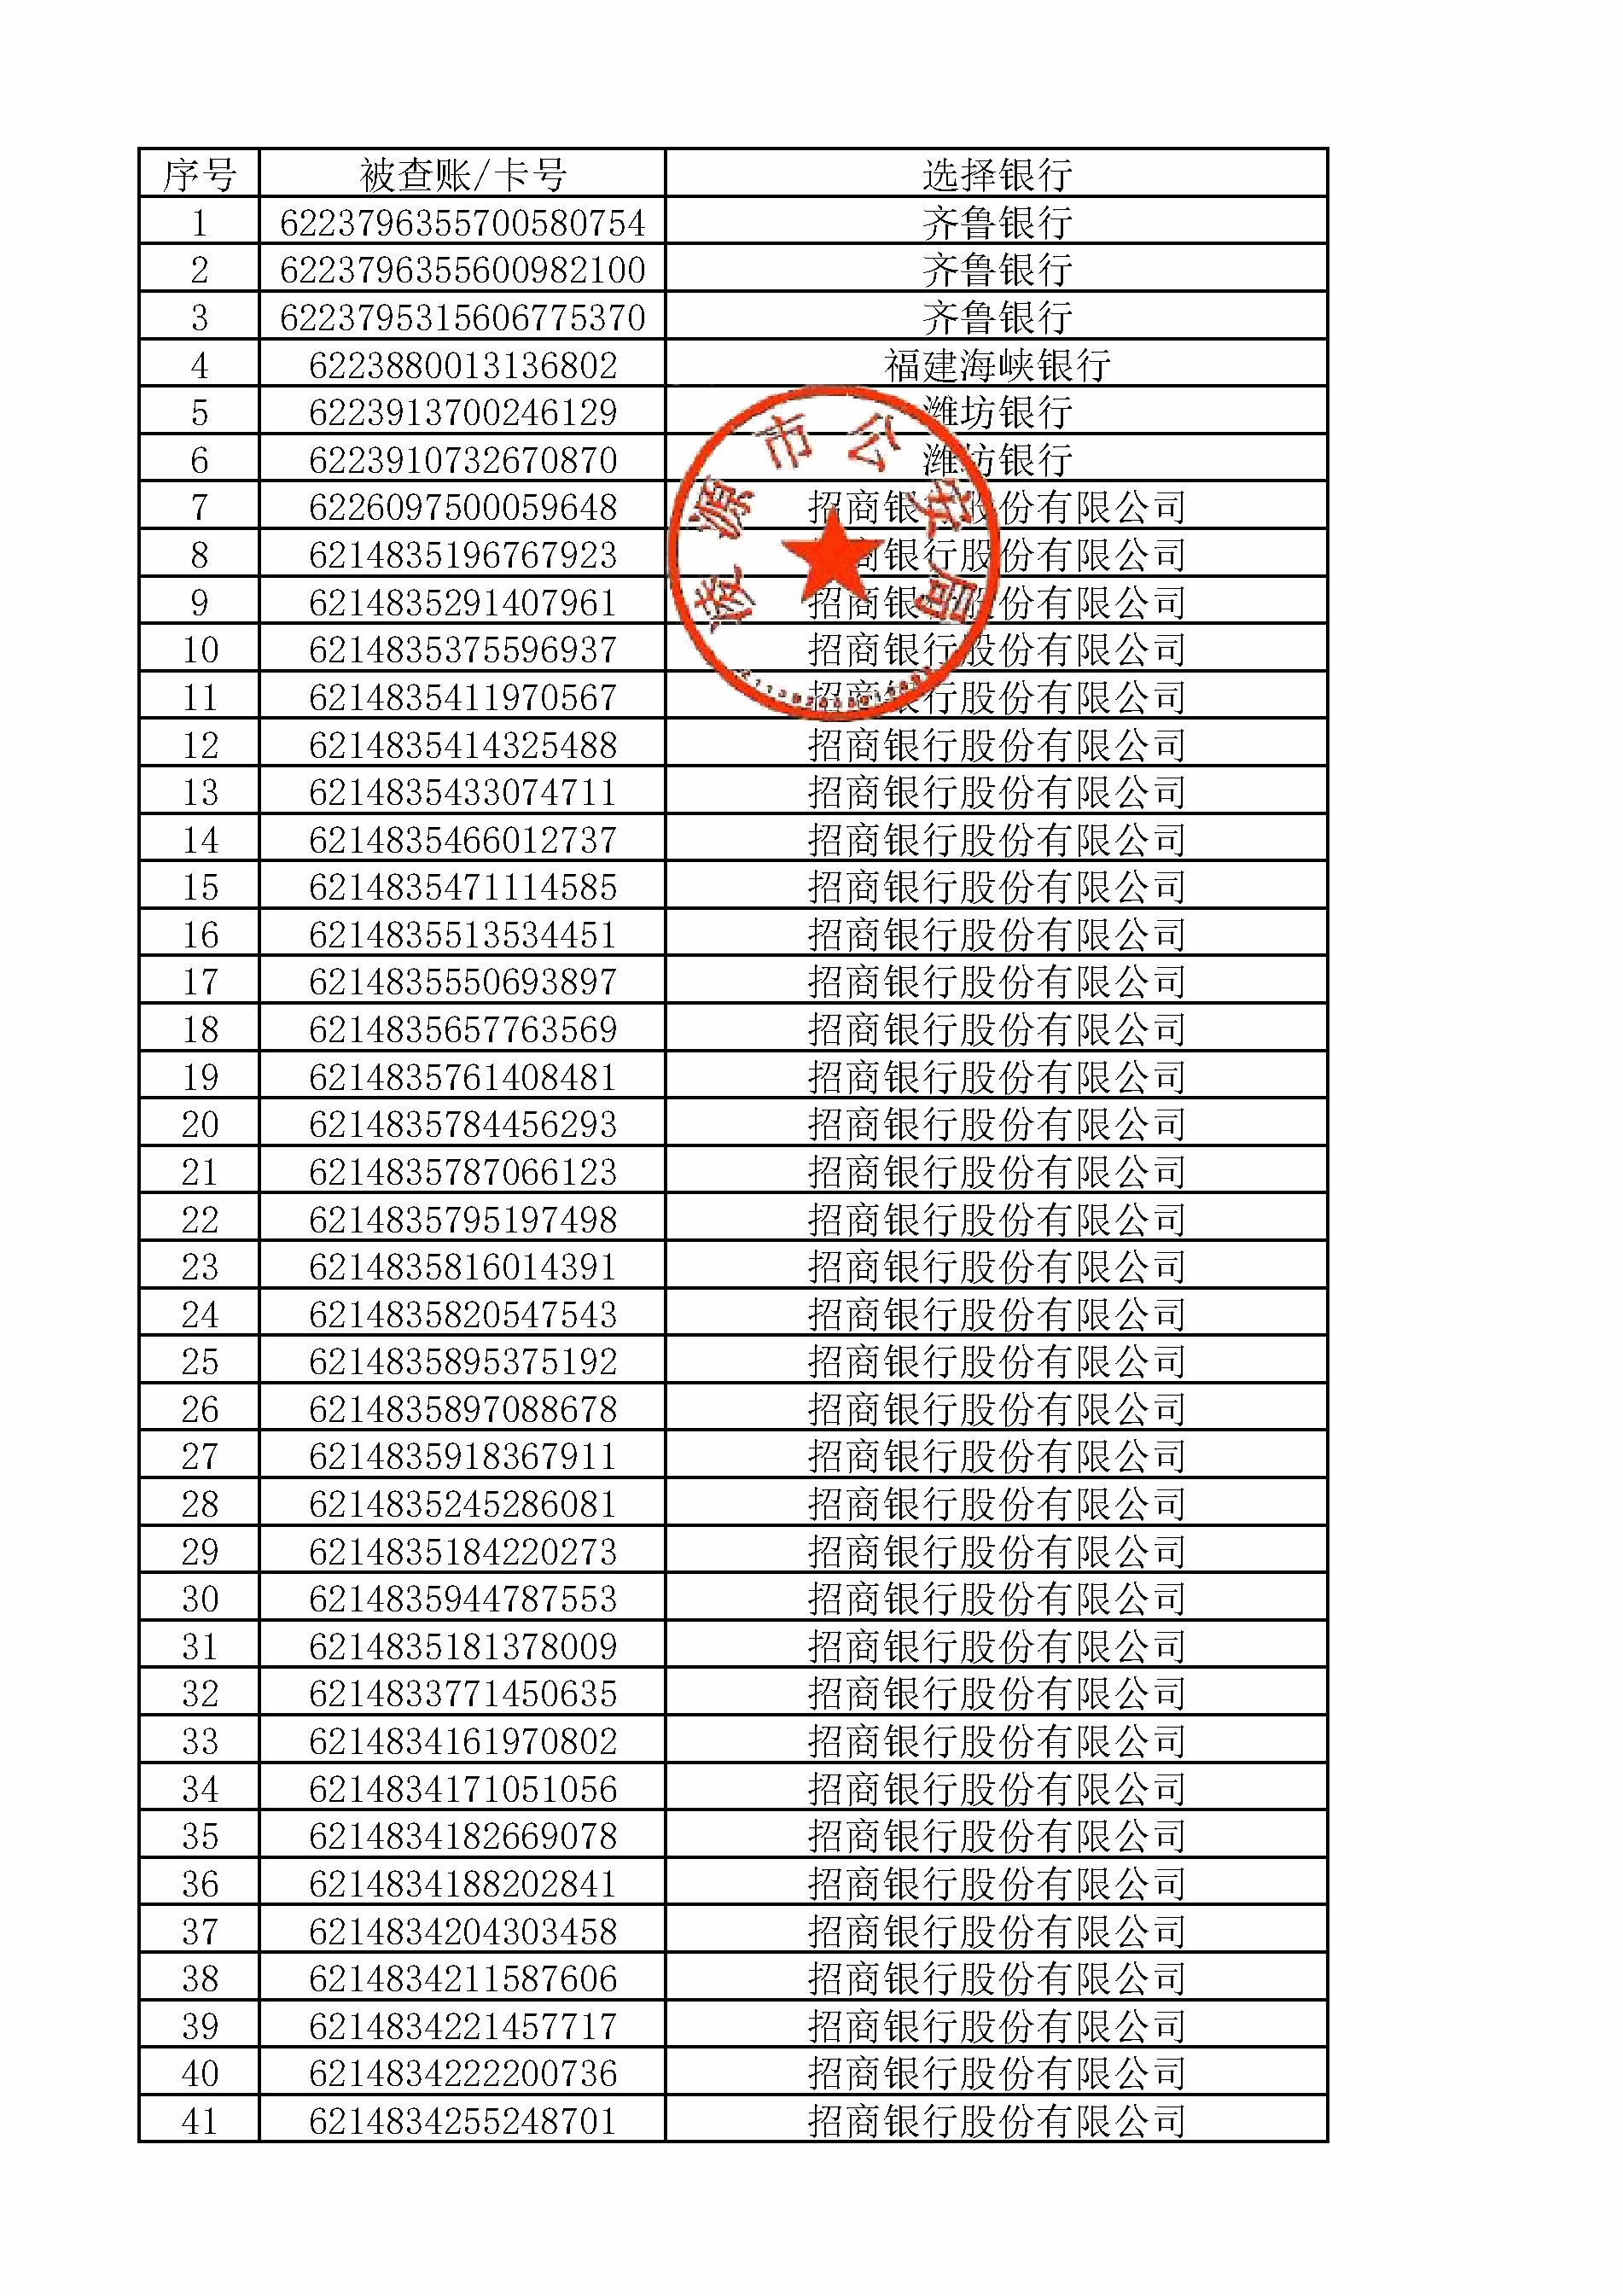 序号 被查账/卡号 选择银行
1 6223796355700580754 齐鲁银行
2 6223796355600982100 齐鲁银行
3 6223795315606775370 齐鲁银行
4 6223880013136802 福建海峡银行
5 6223913700246129 潍坊银行
6 6223910732670870 潍坊银行
7 6226097500059648 招商银行股份有限公司
8 6214835196767923 招商银行股份有限公司
9 6214835291407961 招商银行股份有限公司
10 6214835375596937 招商银行股份有限公司
11 6214835411970567 招商银行股份有限公司
12 6214835414325488 招商银行股份有限公司
13 6214835433074711 招商银行股份有限公司
14 6214835466012737 招商银行股份有限公司
15 6214835471114585 招商银行股份有限公司
16 6214835513534451 招商银行股份有限公司
17 6214835550693897 招商银行股份有限公司
18 6214835657763569 招商银行股份有限公司
19 6214835761408481 招商银行股份有限公司
20 6214835784456293 招商银行股份有限公司
21 6214835787066123 招商银行股份有限公司
22 6214835795197498 招商银行股份有限公司
23 6214835816014391 招商银行股份有限公司
24 6214835820547543 招商银行股份有限公司
25 6214835895375192 招商银行股份有限公司
26 6214835897088678 招商银行股份有限公司
27 6214835918367911 招商银行股份有限公司
28 6214835245286081 招商银行股份有限公司
29 6214835184220273 招商银行股份有限公司
30 6214835944787553 招商银行股份有限公司
31 6214835181378009 招商银行股份有限公司
32 6214833771450635 招商银行股份有限公司
33 6214834161970802 招商银行股份有限公司
34 6214834171051056 招商银行股份有限公司
35 6214834182669078 招商银行股份有限公司
36 6214834188202841 招商银行股份有限公司
37 6214834204303458 招商银行股份有限公司
38 6214834211587606 招商银行股份有限公司
39 6214834221457717 招商银行股份有限公司
40 6214834222200736 招商银行股份有限公司
41 6214834255248701 招商银行股份有限公司
凌源市公安局